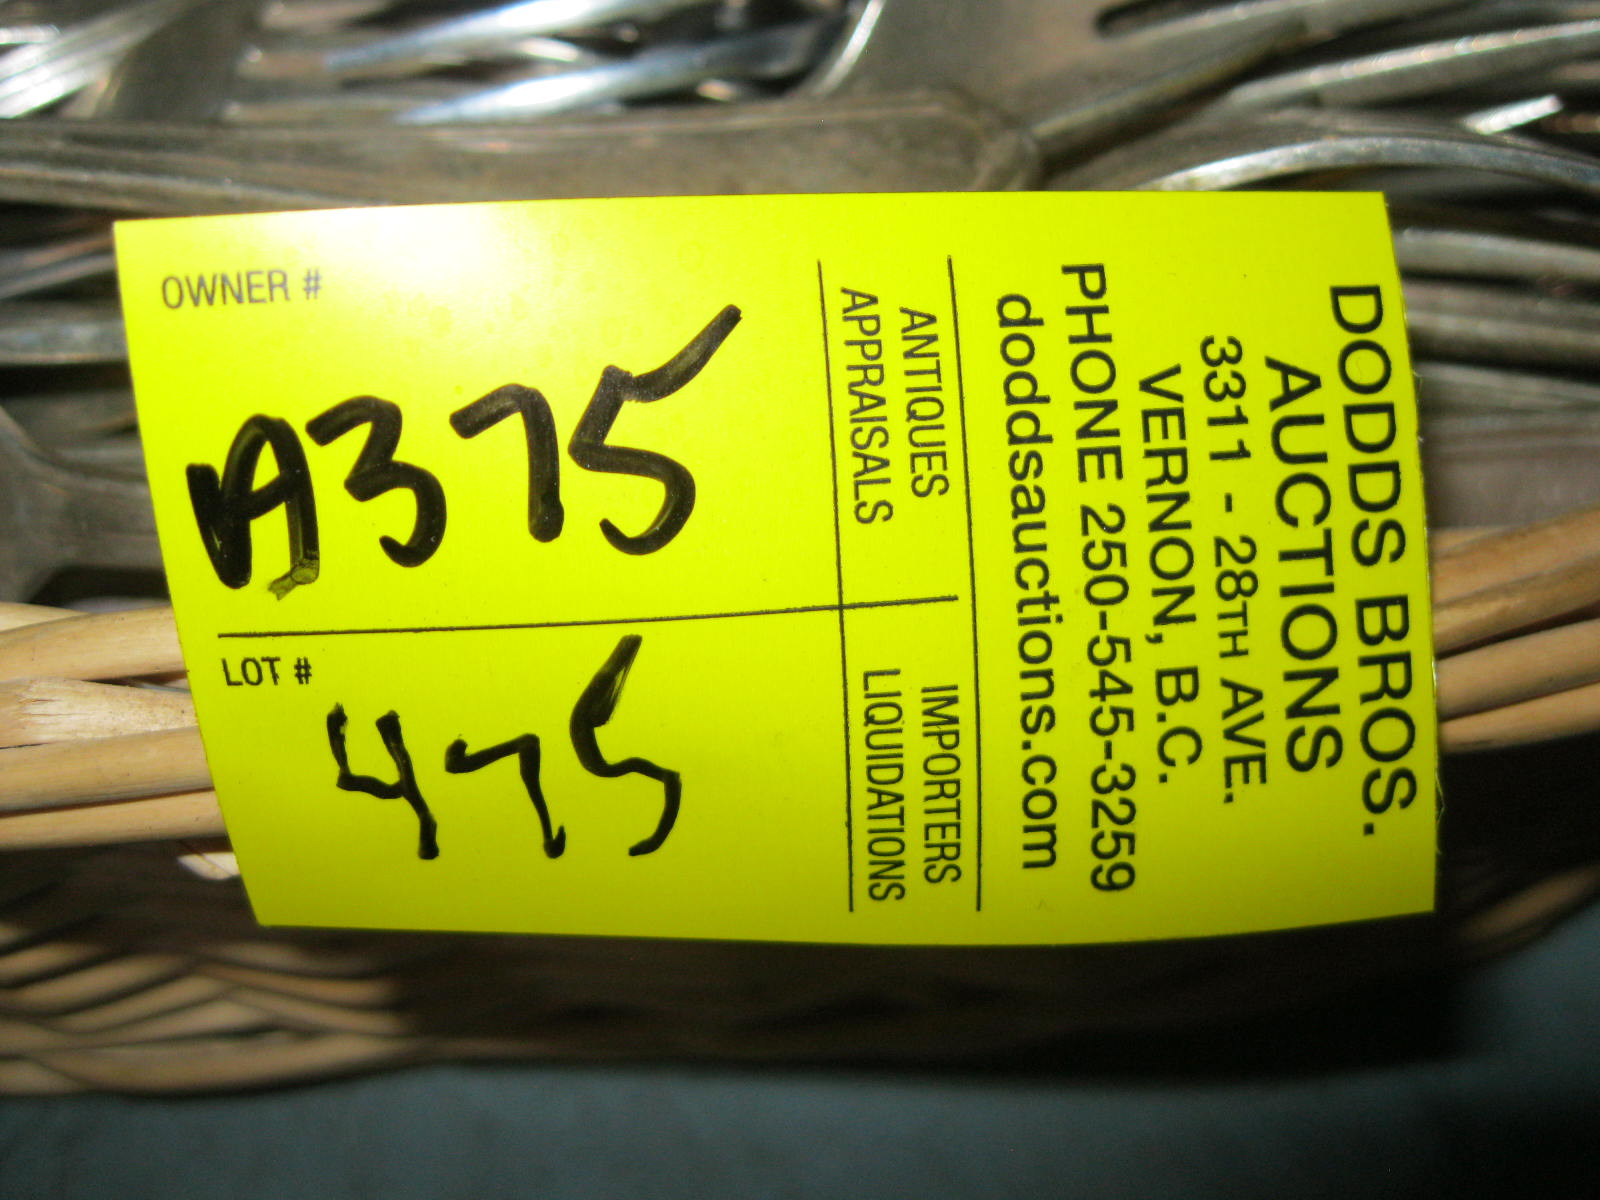 DODDS BROS.
AUCTIONS
3311 - 28TH AVE.
VERNON, B.C.
PHONE 250-545-3259
doddsauctions.com
ANTIQUES
APPRAISALS
IMPORTERS
LIQUIDATIONS
OWNER #
A375
LOT #
475